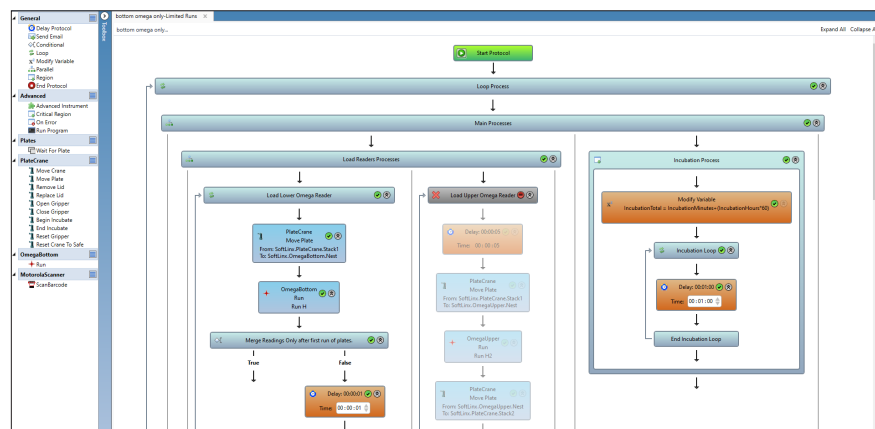 General
Delay Protocol
Send Email
Conditional
Loop
Modify Variable
Parallel
Region
End Protocol
Advanced
Advanced Instrument
Critical Region
On Error
Run Program
Plates
Wait For Plate
PlateCrane
Move Crane
Move Plate
Remove Lid
Replace Lid
Open Gripper
Close Gripper
Begin Incubate
End Incubate
Reset Gripper
Reset Crane To Safe
OmegaBottom
Run
MotorolaScanner
ScanBarcode
Toolbox
bottom omega only-Limited Runs
bottom omega only...
Expand All Collapse A
Start Protocol
Loop Process
Main Processes
Load Readers Processes
Load Lower Omega Reader
PlateCrane
Move Plate
From: SoftLinx.PlateCrane.Stack1
To: SoftLinx.OmegaBottom.Nest
OmegaBottom
Run
Run H
Merge Readings Only after first run of plates.
True False
Delay: 00:00:01
Time: 00:00:01
Load Upper Omega Reader
Delay: 00:00:05
Time: 00:00:05
PlateCrane
Move Plate
From: SoftLinx.PlateCrane.Stack1
To: SoftLinx.OmegaUpper.Nest
OmegaUpper
Run
Run H2
PlateCrane
Move Plate
From: SoftLinx.OmegaUpper.Nest
To: SoftLinx.PlateCrane.Stack2
Incubation Process
Modify Variable
IncubationTotal = IncubationMinutes+(IncubationHours*60)
Incubation Loop
Delay: 00:01:00
Time: 00:01:00
End Incubation Loop